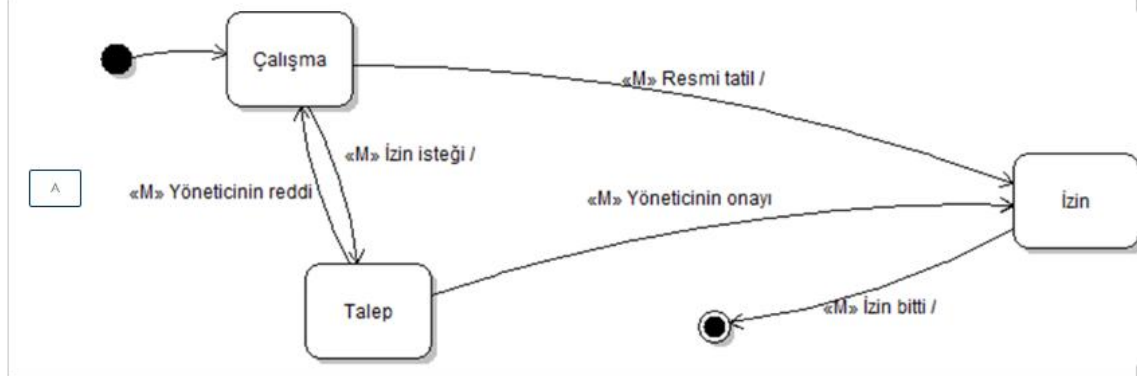 Çalışma
«M» Resmi tatil /
«M» İzin isteği /
A
«M» Yöneticinin reddi
«M» Yöneticinin onayı
İzin
Talep
«M» İzin bitti /